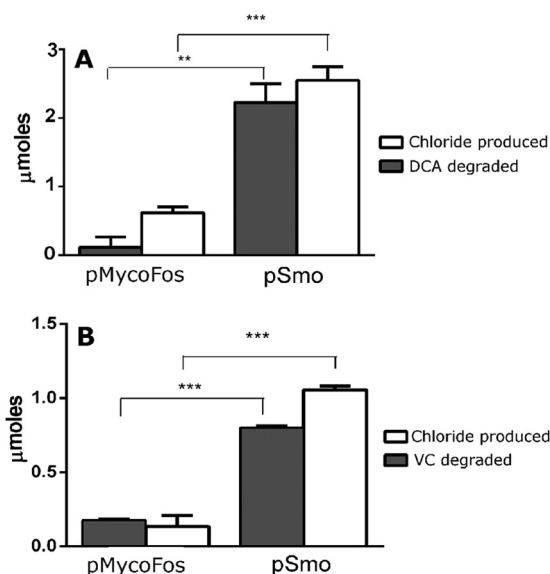 A
***
**
3
2
1
0
μmoles
pMycoFos
pSmo
Chloride produced
DCA degraded
B
***
***
1.5
1.0
0.5
0.0
μmoles
pMycoFos
pSmo
Chloride produced
VC degraded